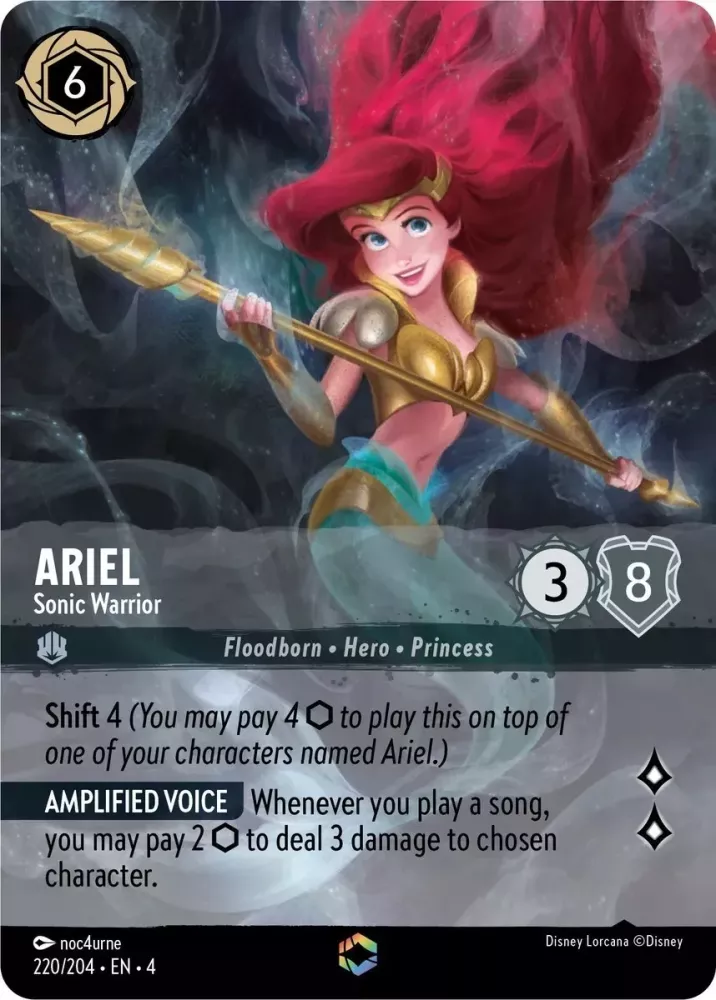 6
ARIEL
Sonic Warrior
3
8
Floodborn • Hero • Princess
Shift 4 (You may pay 4 ⬡ to play this on top of
one of your characters named Ariel.)
AMPLIFIED VOICE Whenever you play a song,
you may pay 2 ⬡ to deal 3 damage to chosen
character.
noc4urne
Disney Lorcana ©Disney
220/204 • EN • 4